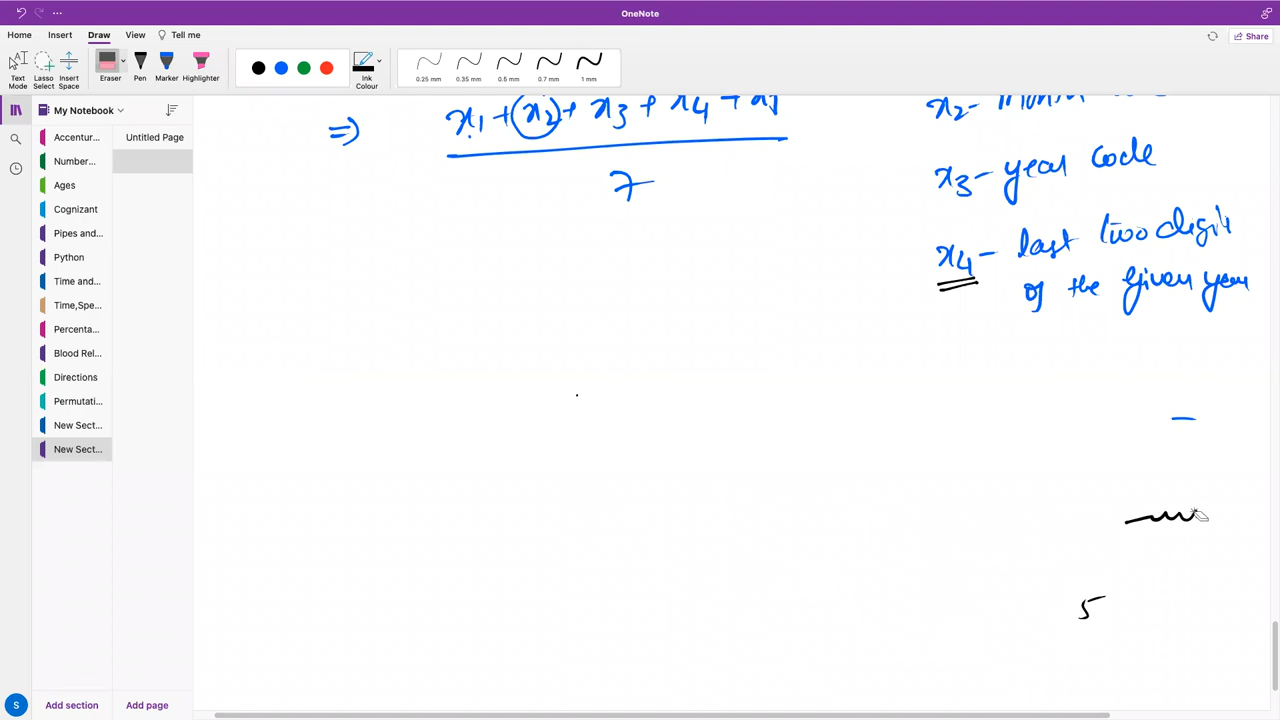 OneNote
Home Insert Draw View Tell me Share
Text Mode Lasso Select Insert Space Eraser Pen Marker Highlighter Ink Colour 0.25 mm 0.35 mm 0.5 mm 0.7 mm 1 mm
My Notebook
Accentur...
Number...
Ages
Cognizant
Pipes and...
Python
Time and...
Time,Spe...
Percenta...
Blood Rel...
Directions
Permutati...
New Sect...
New Sect...
Add section
Untitled Page
Add page
S
=> x1 + x2 + x3 + x4 +
7
x2-
x3 - year code
x4 - last two digit
of the Given year
5